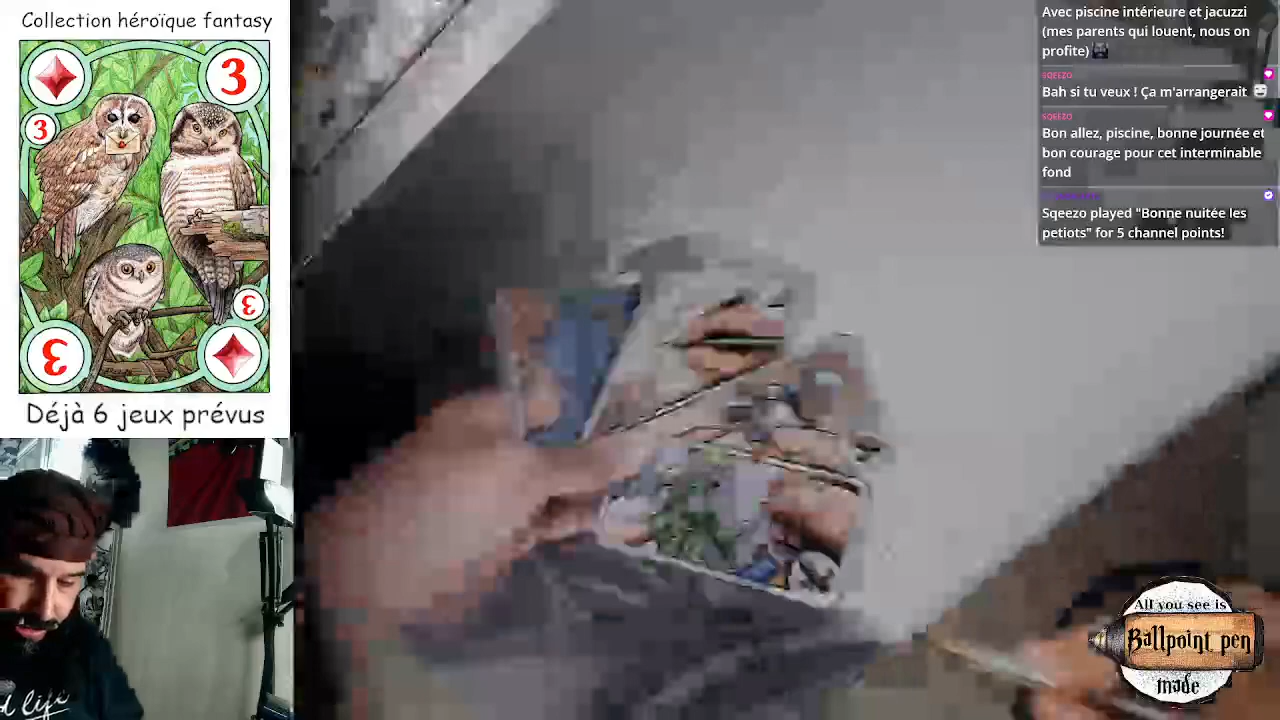 Collection héroïque fantasy
3
3
3
3
Déjà 6 jeux prévus
d life
Avec piscine intérieure et jacuzzi
(mes parents qui louent, nous on
profite)
SQEEZO
Bah si tu veux ! Ça m'arrangerait
SQEEZO
Bon allez, piscine, bonne journée et
bon courage pour cet interminable
fond
Sqeezo played "Bonne nuitée les
petiots" for 5 channel points!
All you see is
Ballpoint pen
made